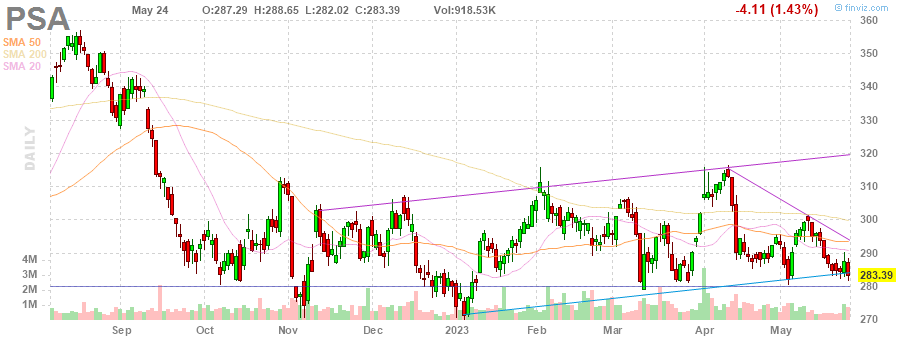 PSA May 24 O:287.29 H:288.65 L:282.02 C:283.39 Vol:918.53K -4.11 (1.43%) @ finviz.com
SMA 50
SMA 200
SMA 20
DAILY
360
350
340
330
320
310
300
290
280
270
283.39
4M
3M
2M
1M
Sep Oct Nov Dec 2023 Feb Mar Apr May